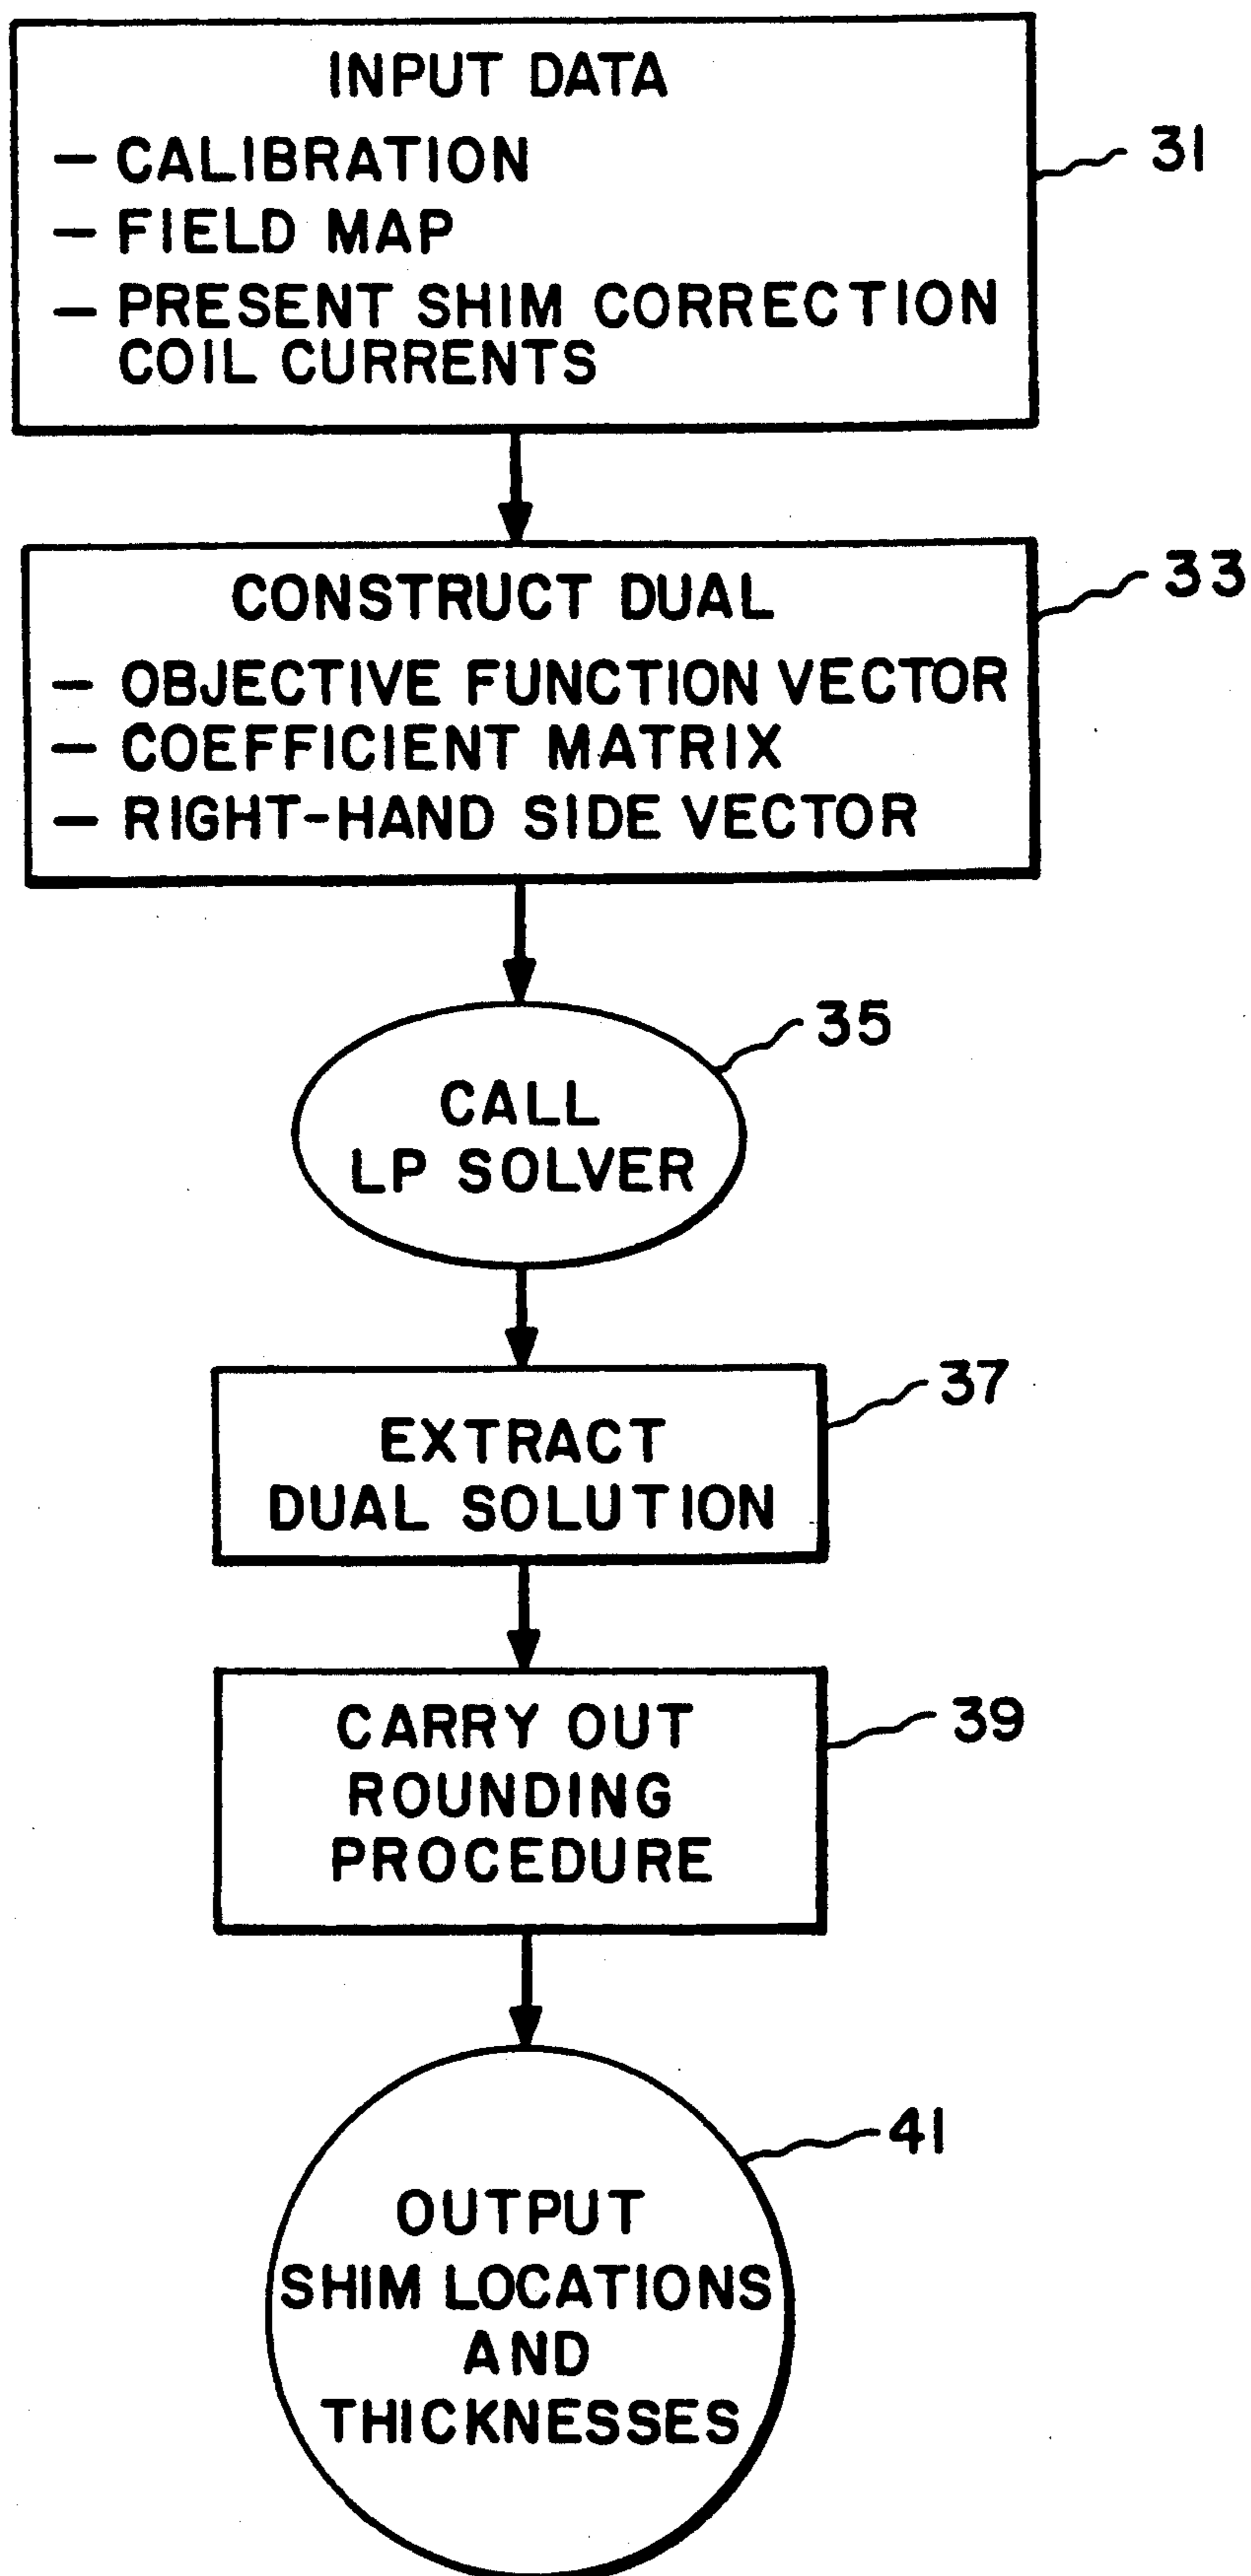 INPUT DATA
- CALIBRATION
- FIELD MAP
- PRESENT SHIM CORRECTION
COIL CURRENTS
31
CONSTRUCT DUAL
- OBJECTIVE FUNCTION VECTOR
- COEFFICIENT MATRIX
- RIGHT-HAND SIDE VECTOR
33
CALL
LP SOLVER
35
EXTRACT
DUAL SOLUTION
37
CARRY OUT
ROUNDING
PROCEDURE
39
OUTPUT
SHIM LOCATIONS
AND
THICKNESSES
41